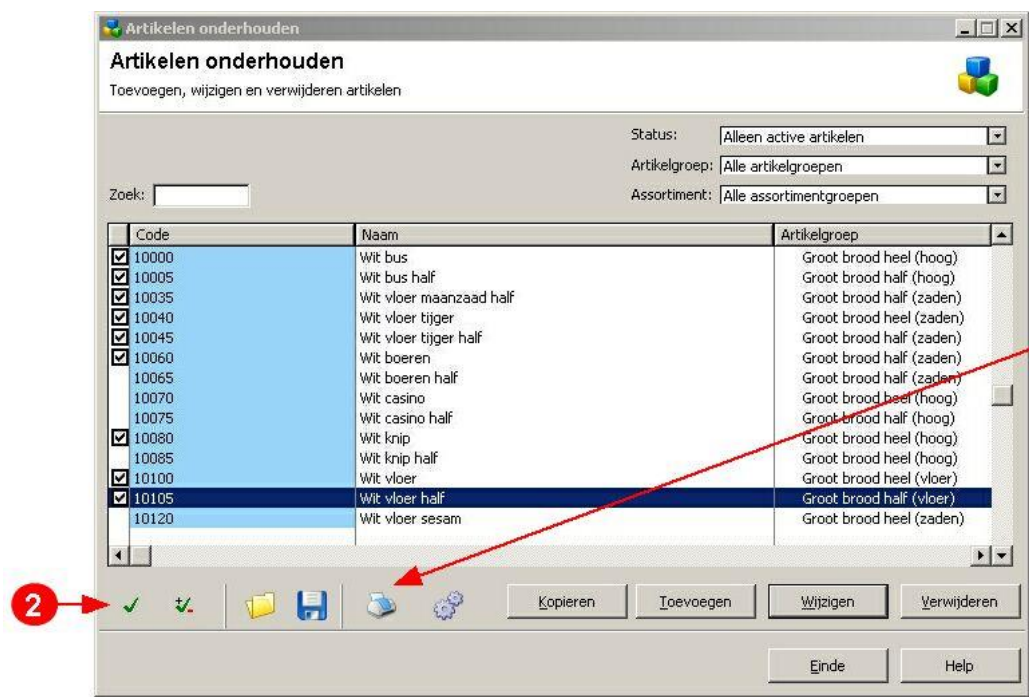 Artikelen onderhouden
Artikelen onderhouden
Toevoegen, wijzigen en verwijderen artikelen
Status: Alleen active artikelen
Artikelgroep: Alle artikelgroepen
Zoek: Assortiment: Alle assortimentgroepen
Code Naam Artikelgroep
10000 Wit bus Groot brood heel (hoog)
10005 Wit bus half Groot brood half (hoog)
10035 Wit vloer maanzaad half Groot brood half (zaden)
10040 Wit vloer tijger Groot brood heel (zaden)
10045 Wit vloer tijger half Groot brood half (zaden)
10060 Wit boeren Groot brood half (zaden)
10065 Wit boeren half Groot brood half (zaden)
10070 Wit casino Groot brood heel (hoog)
10075 Wit casino half Groot brood half (hoog)
10080 Wit knip Groot brood heel (hoog)
10085 Wit knip half Groot brood heel (hoog)
10100 Wit vloer Groot brood heel (vloer)
10105 Wit vloer half Groot brood half (vloer)
10120 Wit vloer sesam Groot brood heel (zaden)
2 Kopieren Toevoegen Wijzigen Verwijderen
Einde Help